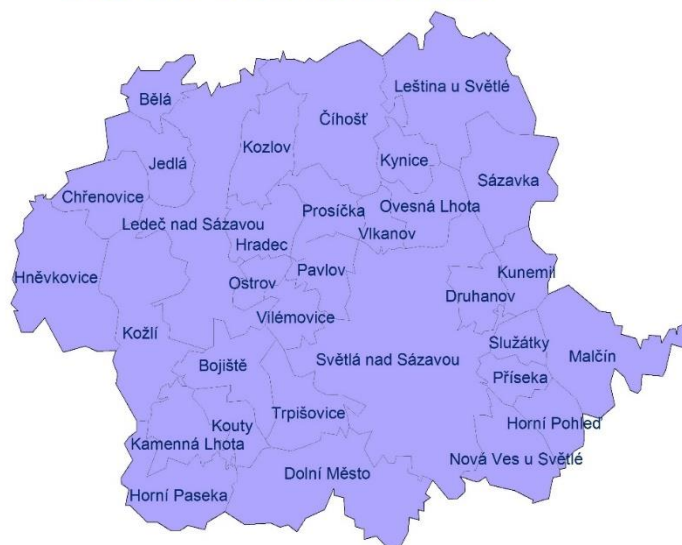 Leština u Světlé
Bělá
Číhošť
Kozlov
Kynice
Jedlá
Sázavka
Chřenovice
Prosíčka
Ovesná Lhota
Ledeč nad Sázavou
Vlkanov
Hradec
Pavlov
Kunemil
Hněvkovice
Ostrov
Druhanov
Vilémovice
Kožlí
Služátky
Malčín
Světlá nad Sázavou
Bojiště
Příseka
Trpišovice
Kouty
Horní Pohled
Kamenná Lhota
Nová Ves u Světlé
Dolní Město
Horní Paseka